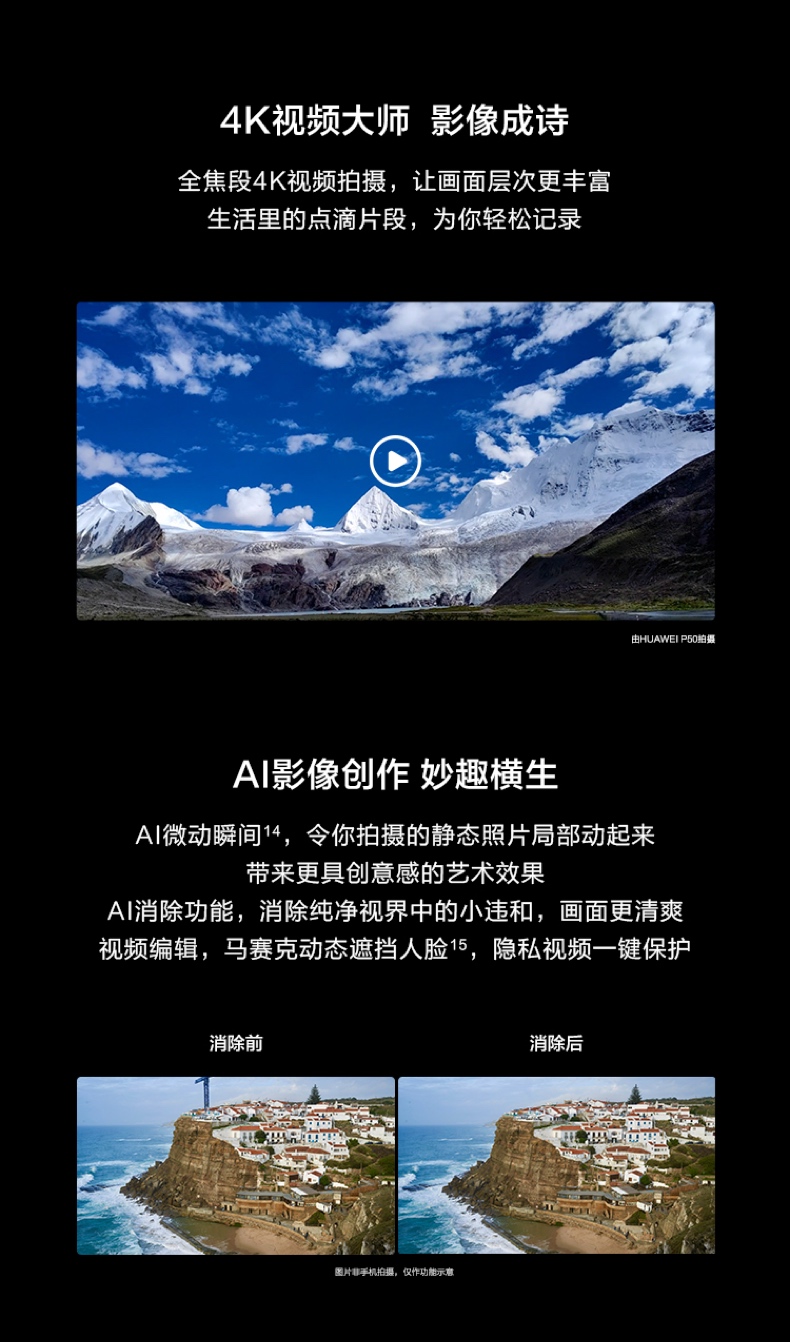 4K视频大师 影像成诗
全焦段4K视频拍摄，让画面层次更丰富
生活里的点滴片段，为你轻松记录
由HUAWEI P50拍摄
AI影像创作 妙趣横生
AI微动瞬间14，令你拍摄的静态照片局部动起来
带来更具创意感的艺术效果
AI消除功能，消除纯净视界中的小违和，画面更清爽
视频编辑，马赛克动态遮挡人脸15，隐私视频一键保护
消除前 消除后
图片非手机拍摄，仅作功能示意